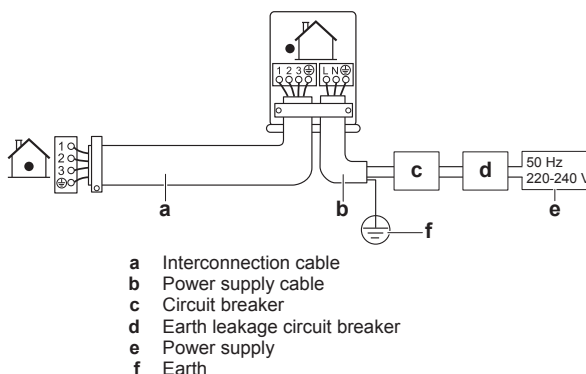 1 2 3 L N
1
2
3
c
d
50 Hz
220-240 V
a
b
f
e
a Interconnection cable
b Power supply cable
c Circuit breaker
d Earth leakage circuit breaker
e Power supply
f Earth